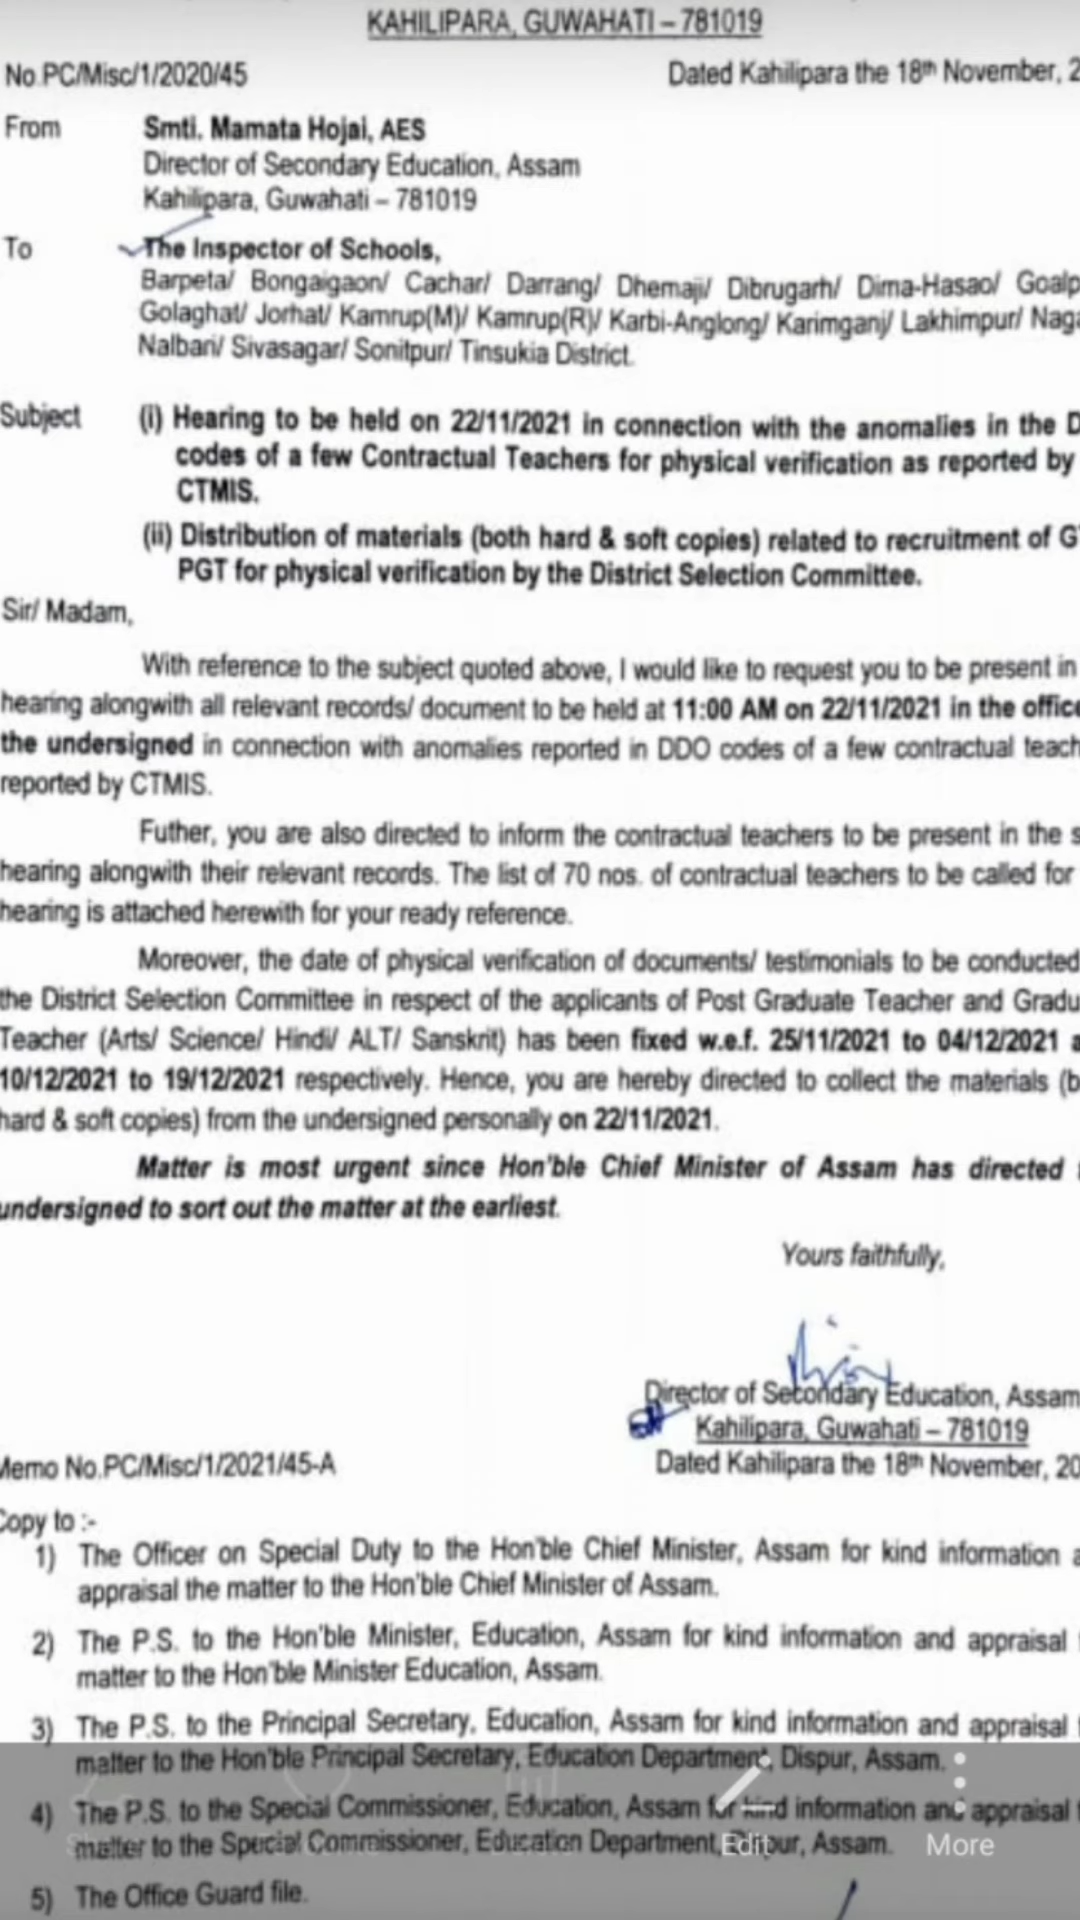 KAHILIPARA, GUWAHATI – 781019
No.PC/Misc/1/2020/45 Dated Kahilipara the 18th November, 2
From Smti. Mamata Hojai, AES
Director of Secondary Education, Assam
Kahilipara, Guwahati – 781019
To The Inspector of Schools,
Barpeta/ Bongaigaon/ Cachar/ Darrang/ Dhemaji/ Dibrugarh/ Dima-Hasao/ Goalp
Golaghat/ Jorhat/ Kamrup(M)/ Kamrup(R)/ Karbi-Anglong/ Karimganj/ Lakhimpur/ Naga
Nalbari/ Sivasagar/ Sonitpur/ Tinsukia District.
Subject (i) Hearing to be held on 22/11/2021 in connection with the anomalies in the D
codes of a few Contractual Teachers for physical verification as reported by
CTMIS.
(ii) Distribution of materials (both hard & soft copies) related to recruitment of G
PGT for physical verification by the District Selection Committee.
Sir/ Madam,
With reference to the subject quoted above, I would like to request you to be present in
hearing alongwith all relevant records/ document to be held at 11:00 AM on 22/11/2021 in the office
the undersigned in connection with anomalies reported in DDO codes of a few contractual teach
reported by CTMIS.
Futher, you are also directed to inform the contractual teachers to be present in the s
hearing alongwith their relevant records. The list of 70 nos. of contractual teachers to be called for
hearing is attached herewith for your ready reference.
Moreover, the date of physical verification of documents/ testimonials to be conducted
the District Selection Committee in respect of the applicants of Post Graduate Teacher and Gradu
Teacher (Arts/ Science/ Hindi/ ALT/ Sanskrit) has been fixed w.e.f. 25/11/2021 to 04/12/2021 a
10/12/2021 to 19/12/2021 respectively. Hence, you are hereby directed to collect the materials (b
hard & soft copies) from the undersigned personally on 22/11/2021.
Matter is most urgent since Hon'ble Chief Minister of Assam has directed
undersigned to sort out the matter at the earliest.
Yours faithfully,
Director of Secondary Education, Assam
Kahilipara, Guwahati – 781019
Memo No.PC/Misc/1/2021/45-A Dated Kahilipara the 18th November, 20
Copy to :-
1) The Officer on Special Duty to the Hon'ble Chief Minister, Assam for kind information a
appraisal the matter to the Hon'ble Chief Minister of Assam.
2) The P.S. to the Hon'ble Minister, Education, Assam for kind information and appraisal
matter to the Hon'ble Minister Education, Assam.
3) The P.S. to the Principal Secretary, Education, Assam for kind information and appraisal
matter to the Hon'ble Principal Secretary, Education Department, Dispur, Assam.
4) The P.S. to the Special Commissioner, Education, Assam for kind information and appraisal
matter to the Special Commissioner, Education Department, Dispur, Assam.
Edit More
5) The Office Guard file.